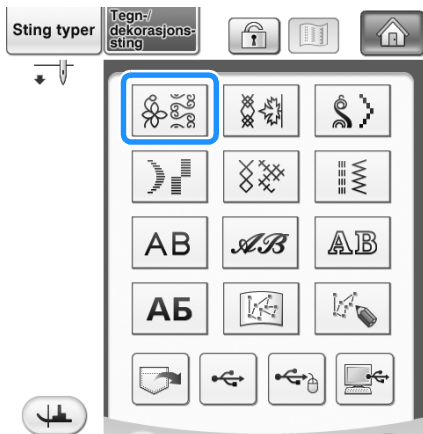 Sting typer
Tegn-/
dekorasjons-
sting
AB
AB
AB
АБ